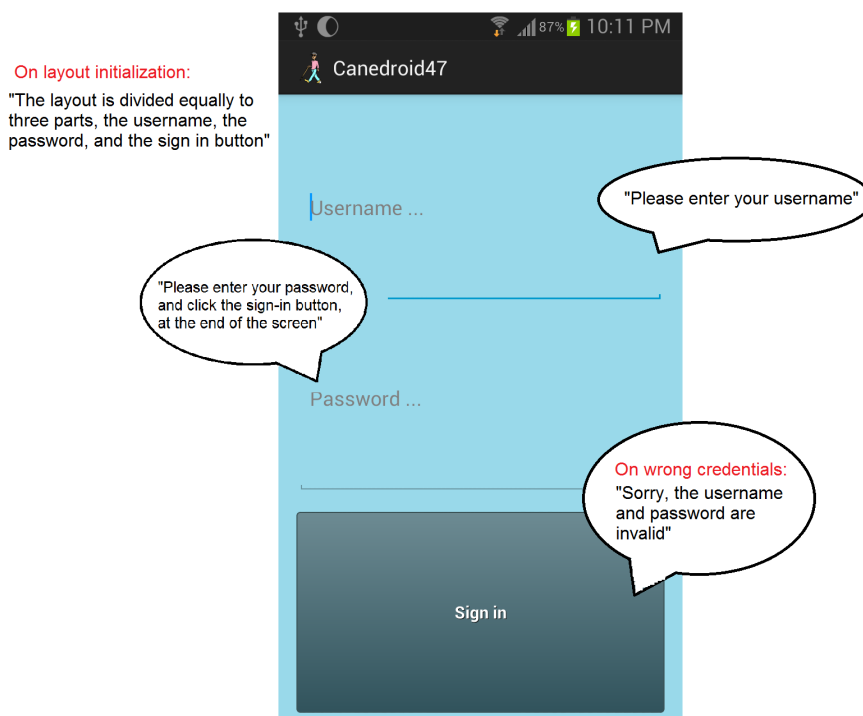 87% 10:11 PM
Canedroid47
On layout initialization:
"The layout is divided equally to
three parts, the username, the
password, and the sign in button"
Username ...
"Please enter your username"
"Please enter your password,
and click the sign-in button,
at the end of the screen"
Password ...
On wrong credentials:
"Sorry, the username
and password are
invalid"
Sign in